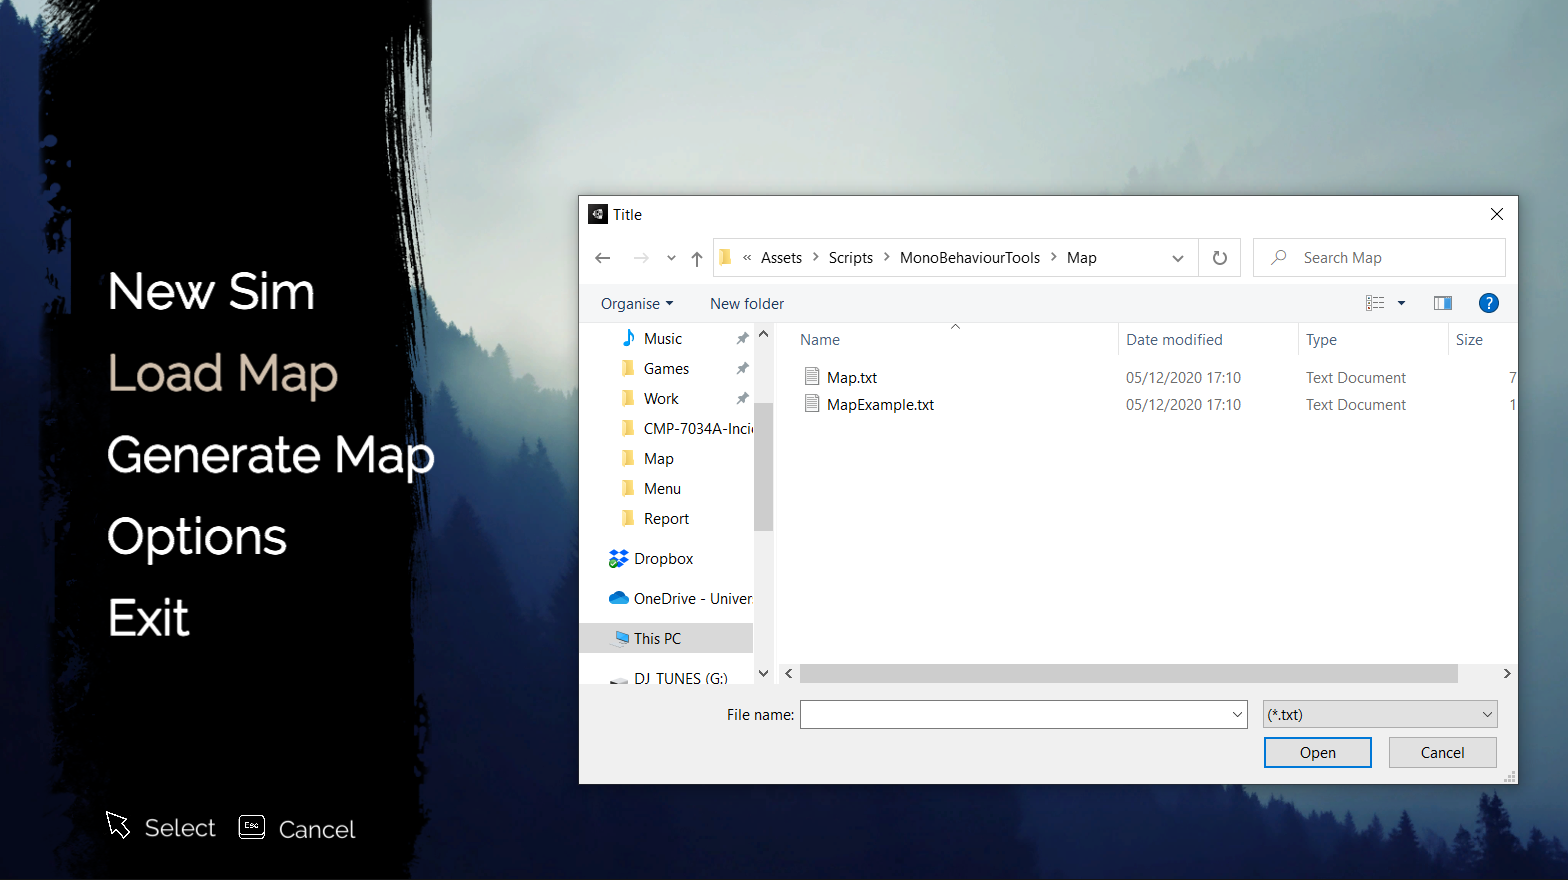 New Sim
Load Map
Generate Map
Options
Exit
Select Esc Cancel
Title
« Assets > Scripts > MonoBehaviourTools > Map
Search Map
Organise New folder
?
Music
Games
Work
CMP-7034A-Incid
Map
Menu
Report
Dropbox
OneDrive - Univer
This PC
DJ_TUNES (G:)
Name Date modified Type Size
Map.txt 05/12/2020 17:10 Text Document 7
MapExample.txt 05/12/2020 17:10 Text Document 1
File name: (*.txt)
Open Cancel